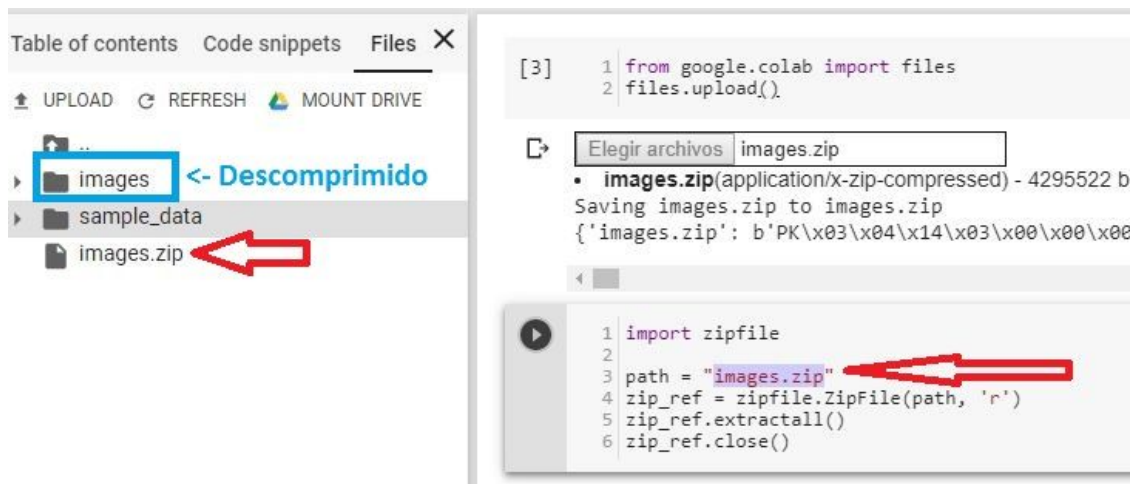 Table of contents Code snippets Files X
UPLOAD REFRESH MOUNT DRIVE
..
images <- Descomprimido
sample_data
images.zip
[3]
1 from google.colab import files
2 files.upload()
Elegir archivos images.zip
• images.zip(application/x-zip-compressed) - 4295522 b
Saving images.zip to images.zip
{'images.zip': b'PK\x03\x04\x14\x03\x00\x00\x00
1 import zipfile
2
3 path = "images.zip"
4 zip_ref = zipfile.ZipFile(path, 'r')
5 zip_ref.extractall()
6 zip_ref.close()